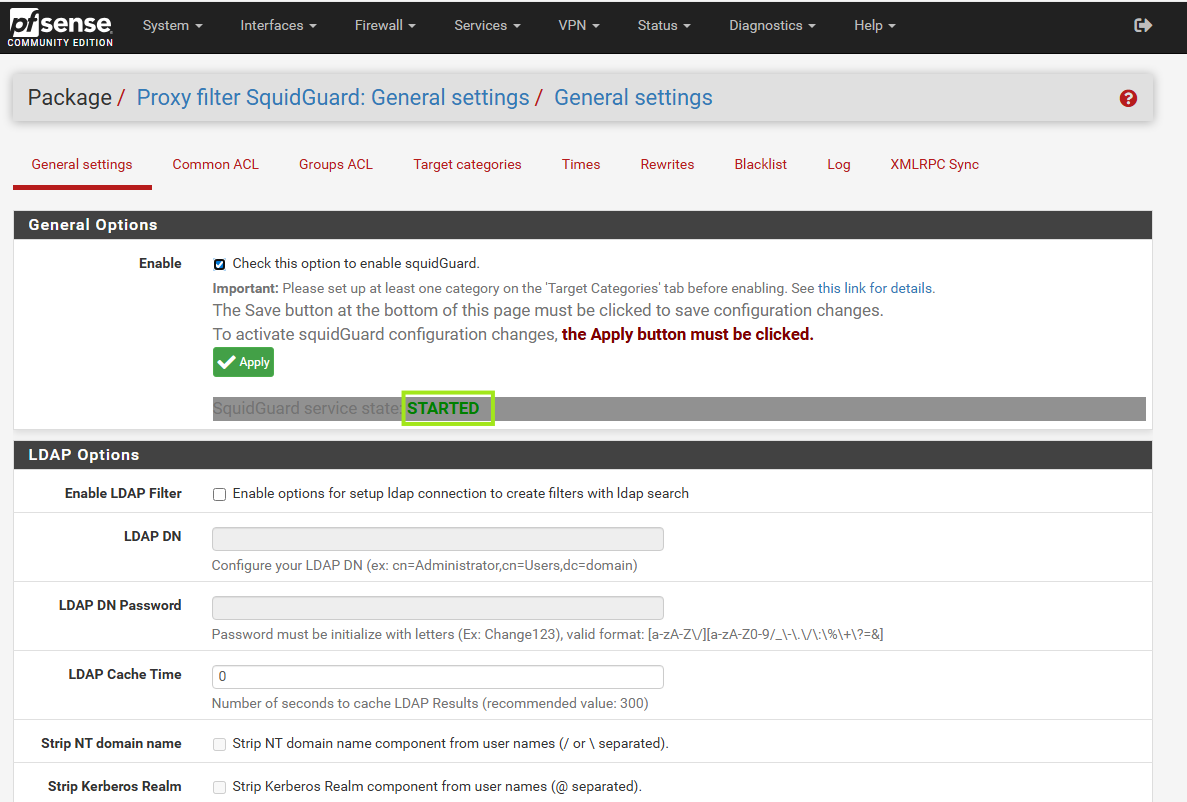 pfsense
COMMUNITY EDITION
System
Interfaces
Firewall
Services
VPN
Status
Diagnostics
Help
Package / Proxy filter SquidGuard: General settings / General settings
?
General settings
Common ACL
Groups ACL
Target categories
Times
Rewrites
Blacklist
Log
XMLRPC Sync
General Options
Enable
Check this option to enable squidGuard.
Important: Please set up at least one category on the 'Target Categories' tab before enabling. See this link for details.
The Save button at the bottom of this page must be clicked to save configuration changes.
To activate squidGuard configuration changes, the Apply button must be clicked.
Apply
SquidGuard service state: STARTED
LDAP Options
Enable LDAP Filter
Enable options for setup ldap connection to create filters with ldap search
LDAP DN
Configure your LDAP DN (ex: cn=Administrator,cn=Users,dc=domain)
LDAP DN Password
Password must be initialize with letters (Ex: Change123), valid format: [a-zA-Z\/][a-zA-Z0-9/_\-\.\/\:\%\+\?=&]
LDAP Cache Time
0
Number of seconds to cache LDAP Results (recommended value: 300)
Strip NT domain name
Strip NT domain name component from user names (/ or \ separated).
Strip Kerberos Realm
Strip Kerberos Realm component from user names (@ separated).